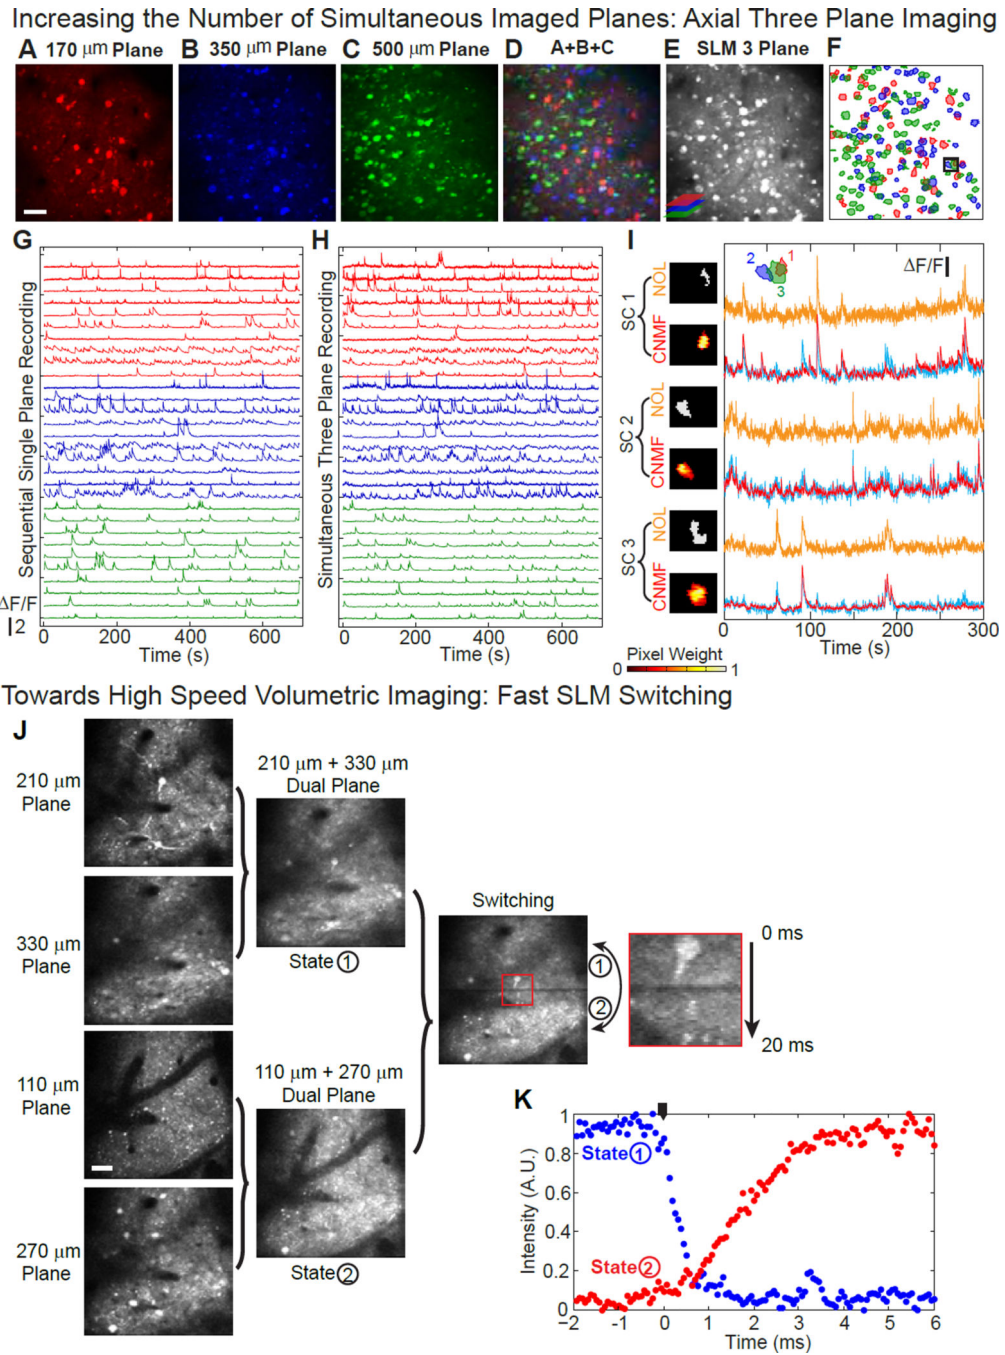 Increasing the Number of Simultaneous Imaged Planes: Axial Three Plane Imaging
A 170 μm Plane
B 350 μm Plane
C 500 μm Plane
D A+B+C
E SLM 3 Plane
F
G
Sequential Single Plane Recording
ΔF/F
2
0 200 400 600
Time (s)
H
Simultaneous Three Plane Recording
0 200 400 600
Time (s)
I
SC 1
NOL
CNMF
SC 2
NOL
CNMF
SC 3
NOL
CNMF
2 1
3
ΔF/F
0 50 100 150 200 300
Time (s)
Pixel Weight
0 1
Towards High Speed Volumetric Imaging: Fast SLM Switching
J
210 μm
Plane
330 μm
Plane
110 μm
Plane
270 μm
Plane
210 μm + 330 μm
Dual Plane
State 1
110 μm + 270 μm
Dual Plane
State 2
Switching
1
2
0 ms
20 ms
K
Intensity (A.U.)
1
0.8
0.6
0.4
0.2
0
State 1
State 2
-2 -1 0 1 2 3 4 5 6
Time (ms)